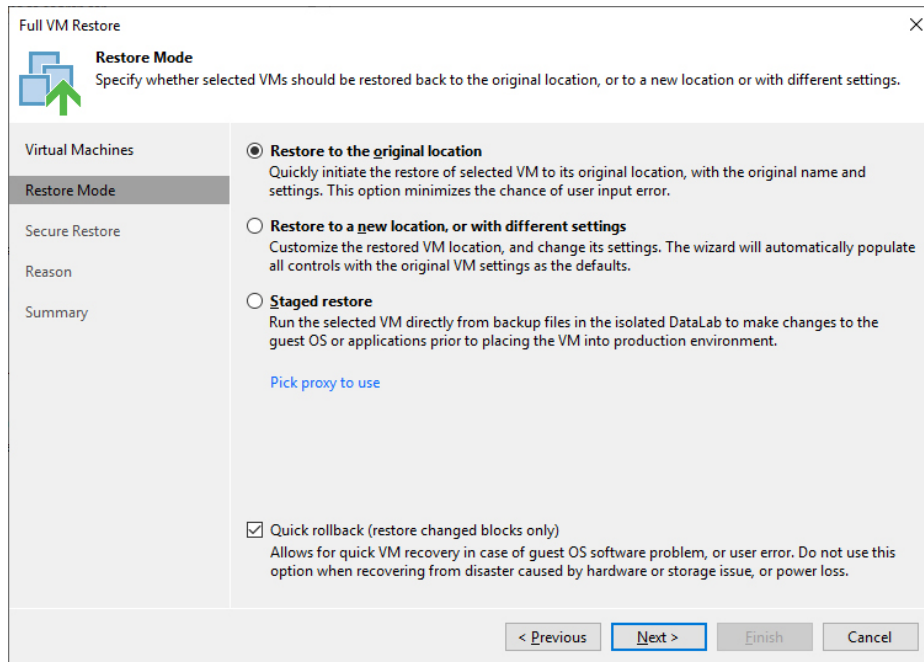 Full VM Restore
Restore Mode
Specify whether selected VMs should be restored back to the original location, or to a new location or with different settings.
Virtual Machines
Restore Mode
Secure Restore
Reason
Summary
Restore to the original location
Quickly initiate the restore of selected VM to its original location, with the original name and
settings. This option minimizes the chance of user input error.
Restore to a new location, or with different settings
Customize the restored VM location, and change its settings. The wizard will automatically populate
all controls with the original VM settings as the defaults.
Staged restore
Run the selected VM directly from backup files in the isolated DataLab to make changes to the
guest OS or applications prior to placing the VM into production environment.
Pick proxy to use
Quick rollback (restore changed blocks only)
Allows for quick VM recovery in case of guest OS software problem, or user error. Do not use this
option when recovering from disaster caused by hardware or storage issue, or power loss.
< Previous
Next >
Finish
Cancel